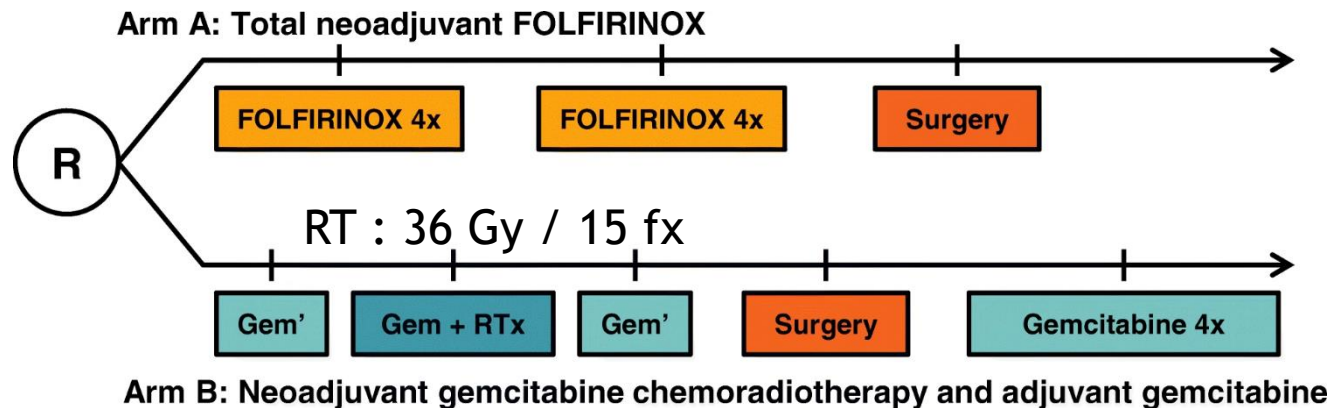 Arm A: Total neoadjuvant FOLFIRINOX
FOLFIRINOX 4x
FOLFIRINOX 4x
Surgery
R
RT : 36 Gy / 15 fx
Gem'
Gem + RTx
Gem'
Surgery
Gemcitabine 4x
Arm B: Neoadjuvant gemcitabine chemoradiotherapy and adjuvant gemcitabine